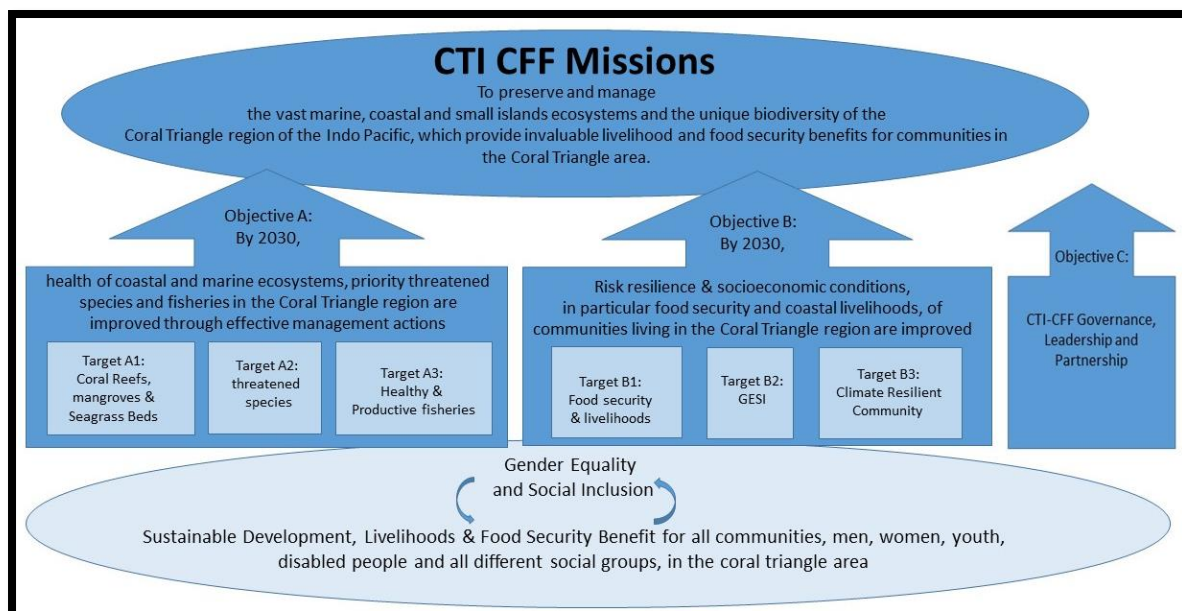 CTI CFF Missions
To preserve and manage
the vast marine, coastal and small islands ecosystems and the unique biodiversity of the
Coral Triangle region of the Indo Pacific, which provide invaluable livelihood and food security benefits for communities in
the Coral Triangle area.
Objective A:
By 2030,
health of coastal and marine ecosystems, priority threatened
species and fisheries in the Coral Triangle region are
improved through effective management actions
Target A1:
Coral Reefs,
mangroves &
Seagrass Beds
Target A2:
threatened
species
Target A3:
Healthy &
Productive fisheries
Objective B:
By 2030,
Risk resilience & socioeconomic conditions,
in particular food security and coastal livelihoods, of
communities living in the Coral Triangle region are improved
Target B1:
Food security
& livelihoods
Target B2:
GESI
Target B3:
Climate Resilient
Community
Objective C:
CTI-CFF Governance,
Leadership and
Partnership
Gender Equality
and Social Inclusion
Sustainable Development, Livelihoods & Food Security Benefit for all communities, men, women, youth,
disabled people and all different social groups, in the coral triangle area